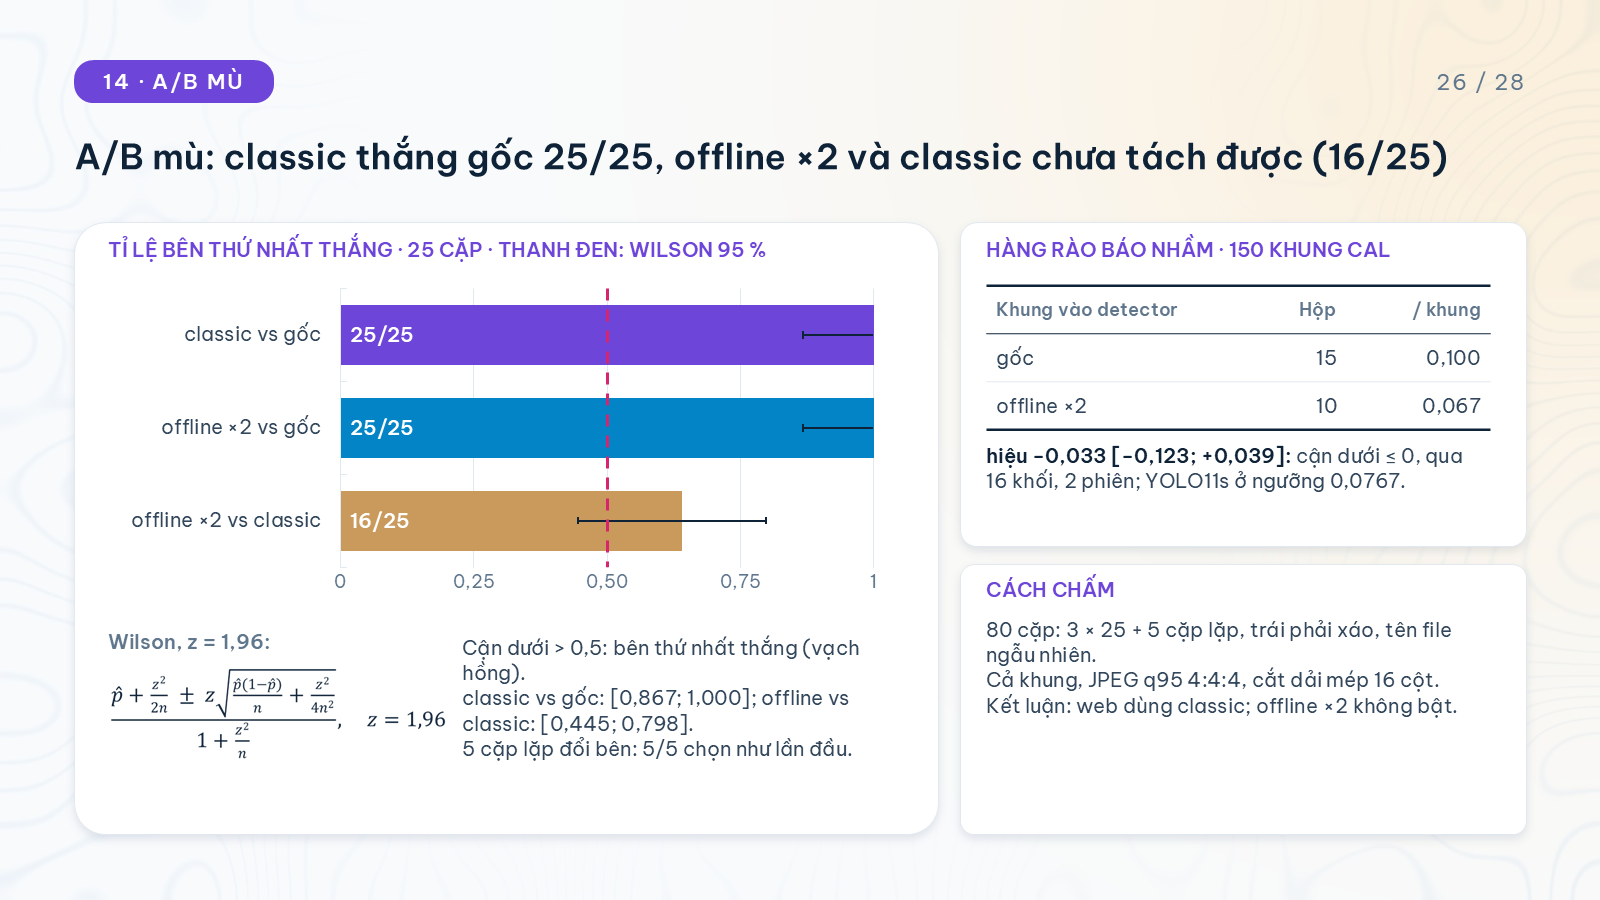 14 · A/B MÙ
26 / 28
A/B mù: classic thắng gốc 25/25, offline ×2 và classic chưa tách được (16/25)
TỈ LỆ BÊN THỨ NHẤT THẮNG · 25 CẶP · THANH ĐEN: WILSON 95 %
classic vs gốc
25/25
offline ×2 vs gốc
25/25
offline ×2 vs classic
16/25
0
0,25
0,50
0,75
1
Wilson, z = 1,96:
p̂ + z²/2n ± z√(p̂(1−p̂)/n + z²/4n²) / (1 + z²/n), z = 1,96
Cận dưới > 0,5: bên thứ nhất thắng (vạch
hồng).
classic vs gốc: [0,867; 1,000]; offline vs
classic: [0,445; 0,798].
5 cặp lặp đổi bên: 5/5 chọn như lần đầu.
HÀNG RÀO BÁO NHẦM · 150 KHUNG CAL
Khung vào detector Hộp / khung
gốc 15 0,100
offline ×2 10 0,067
hiệu −0,033 [−0,123; +0,039]: cận dưới ≤ 0, qua
16 khối, 2 phiên; YOLO11s ở ngưỡng 0,0767.
CÁCH CHẤM
80 cặp: 3 × 25 + 5 cặp lặp, trái phải xáo, tên file
ngẫu nhiên.
Cả khung, JPEG q95 4:4:4, cắt dải mép 16 cột.
Kết luận: web dùng classic; offline ×2 không bật.